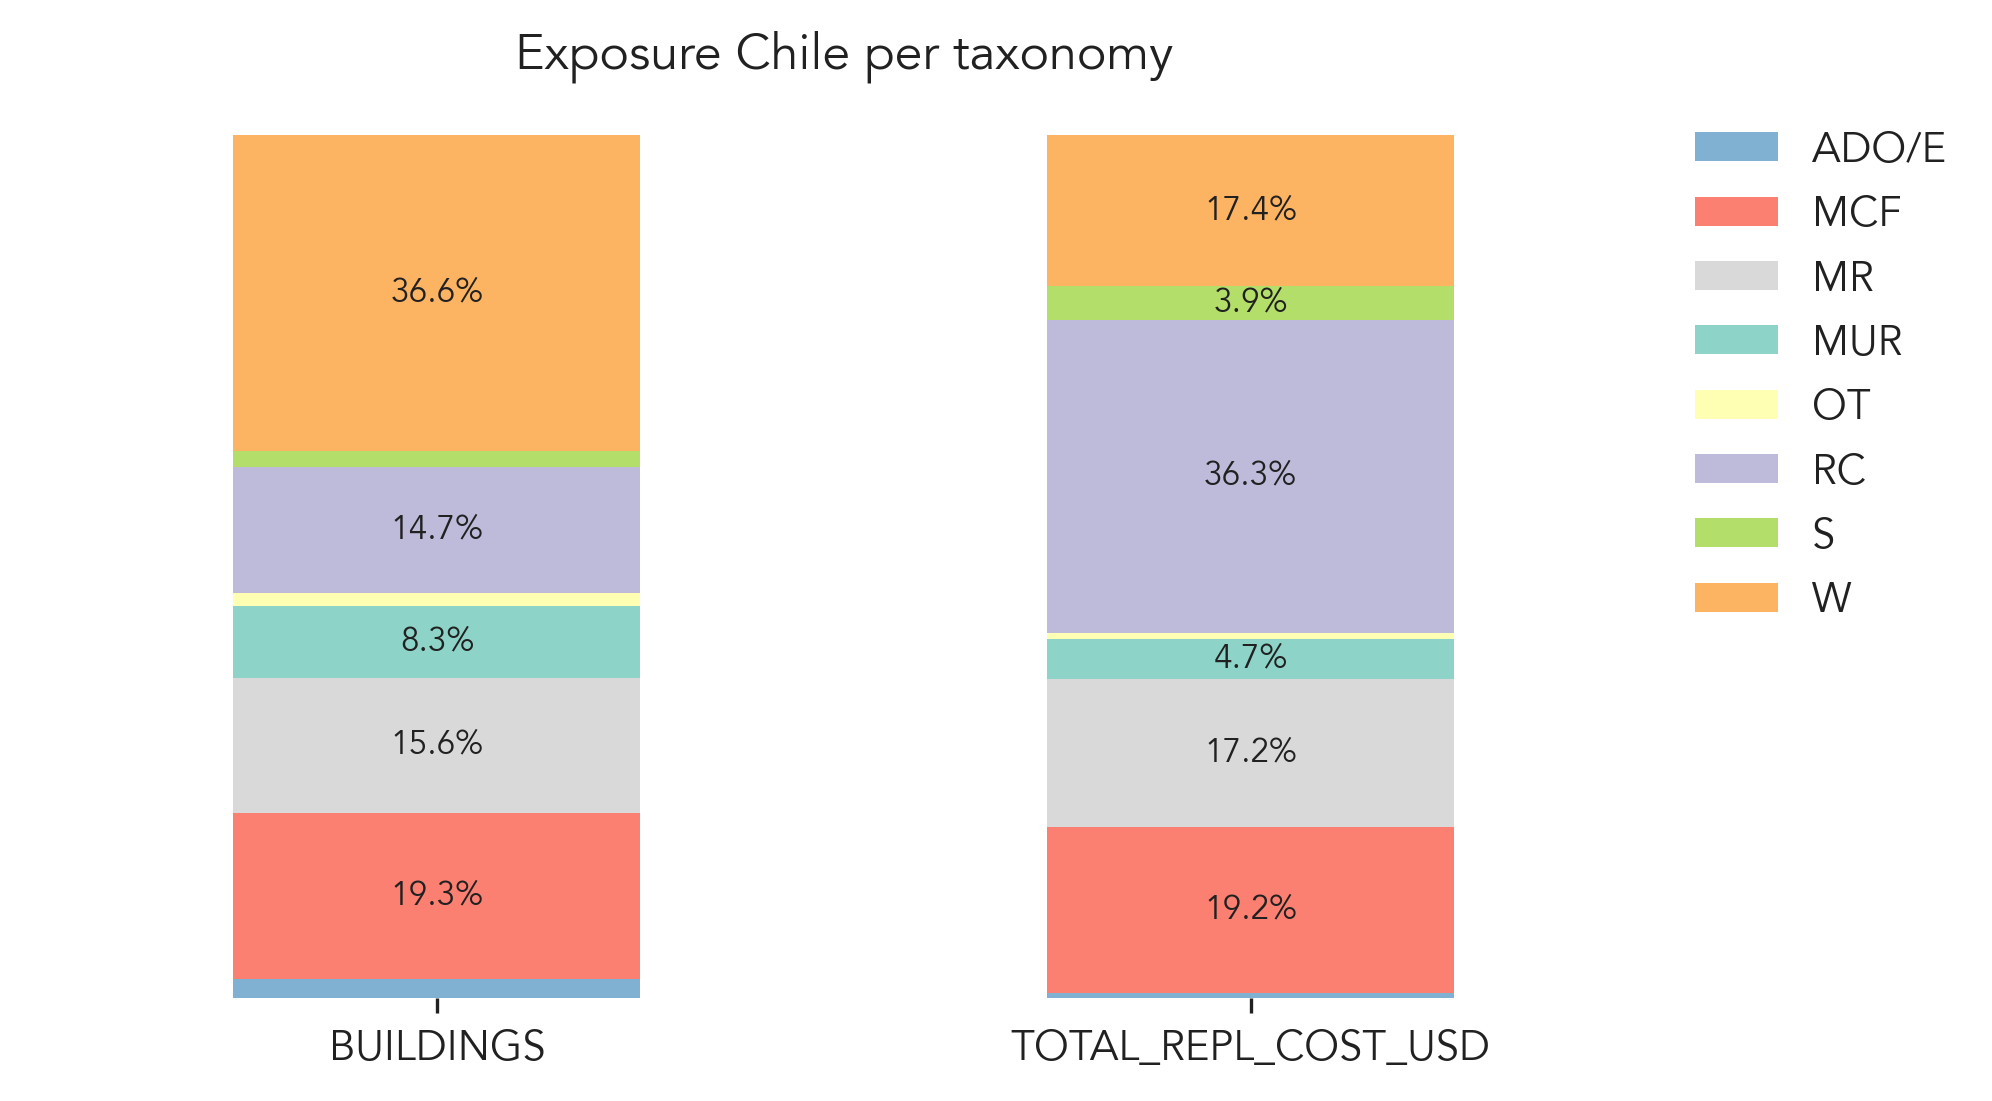 Exposure Chile per taxonomy
36.6%
14.7%
8.3%
15.6%
19.3%
BUILDINGS
17.4%
3.9%
36.3%
4.7%
17.2%
19.2%
TOTAL_REPL_COST_USD
ADO/E
MCF
MR
MUR
OT
RC
S
W